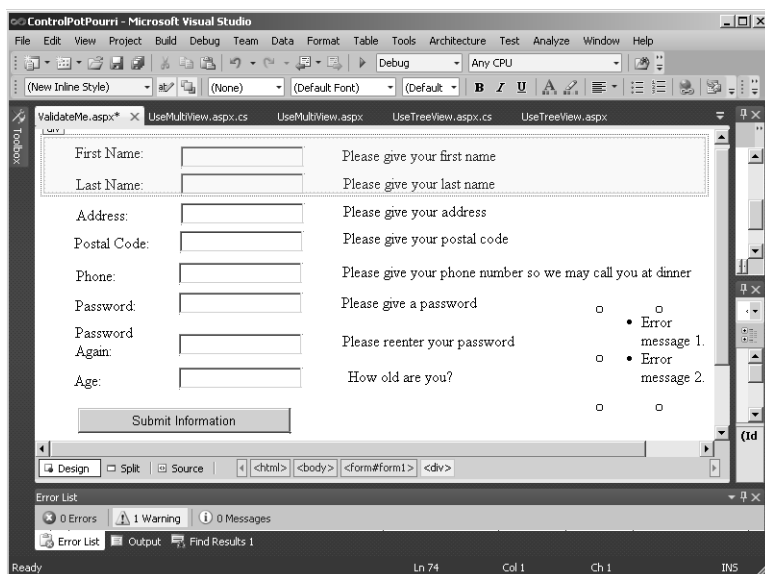 ControlPotPourri - Microsoft Visual Studio
File Edit View Project Build Debug Team Data Format Table Tools Architecture Test Analyze Window Help
Debug Any CPU
(New Inline Style) (None) (Default Font) (Default B I U A
Toolbox
ValidateMe.aspx* UseMultiView.aspx.cs UseMultiView.aspx UseTreeView.aspx.cs UseTreeView.aspx
div
First Name: Please give your first name
Last Name: Please give your last name
Address: Please give your address
Postal Code: Please give your postal code
Phone: Please give your phone number so we may call you at dinner
Password: Please give a password
• Error
message 1.
Password
Again: Please reenter your password
• Error
message 2.
Age: How old are you?
Submit Information
(Id
Design Split Source <html> <body> <form#form1> <div>
Error List
0 Errors 1 Warning 0 Messages
Error List Output Find Results 1
Ready Ln 74 Col 1 Ch 1 INS